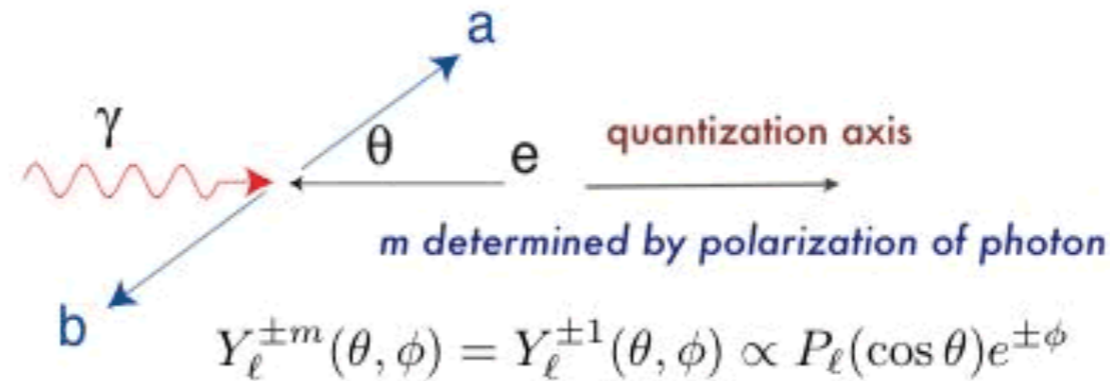 a
γ
θ
e
quantization axis
m determined by polarization of photon
b
Y_ℓ^{±m}(θ, ϕ) = Y_ℓ^{±1}(θ, ϕ) ∝ P_ℓ(cos θ)e^{±ϕ}